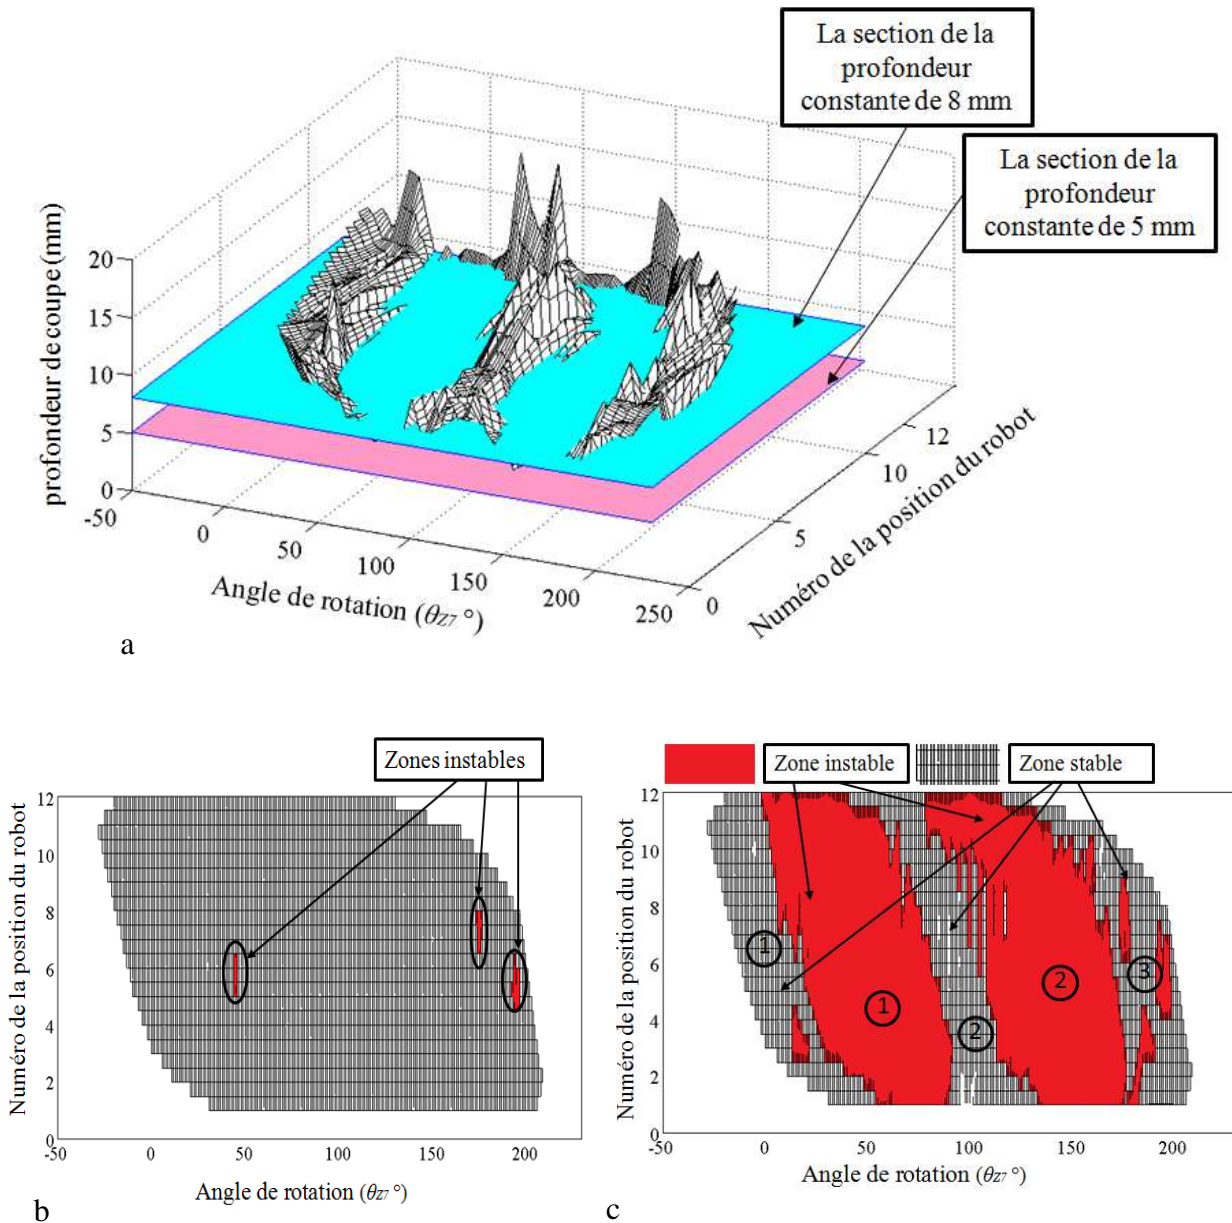 La section de la
profondeur
constante de 8 mm
La section de la
profondeur
constante de 5 mm
profondeur de coupe (mm)
20
15
10
5
0
-50
0
50
100
150
200
250
Angle de rotation (θZ7 °)
0
5
10
12
Numéro de la position du robot
a
Zones instables
Numéro de la position du robot
12
10
8
6
4
2
0
-50
0
50
100
150
200
Angle de rotation (θZ7 °)
b
Zone instable
Zone stable
Numéro de la position du robot
12
10
8
6
4
2
0
1
1
2
2
3
-50
0
50
100
150
200
Angle de rotation (θZ7 °)
c